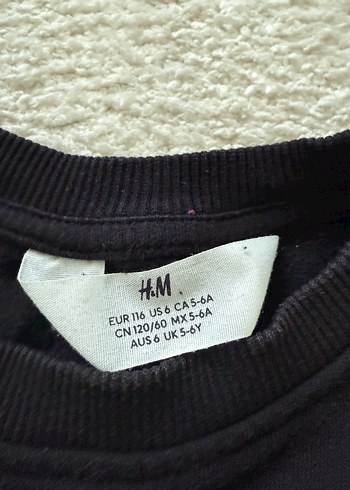 H&M
EUR 116 US 6 CA 5-6A
CN 120/60 MX 5-6A
AUS 6 UK 5-6Y